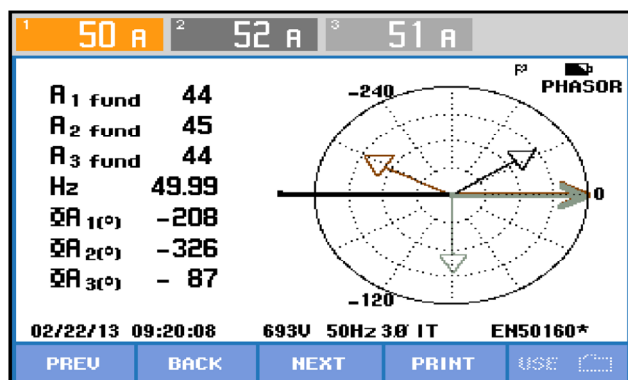 1 50 A 2 52 A 3 51 A
PHASOR
A1 fund 44
A2 fund 45
A3 fund 44
Hz 49.99
ΦA1(°) -208
ΦA2(°) -326
ΦA3(°) - 87
-240
0
-120
02/22/13 09:20:08 693V 50Hz 3.0 IT EN50160*
PREV BACK NEXT PRINT USE